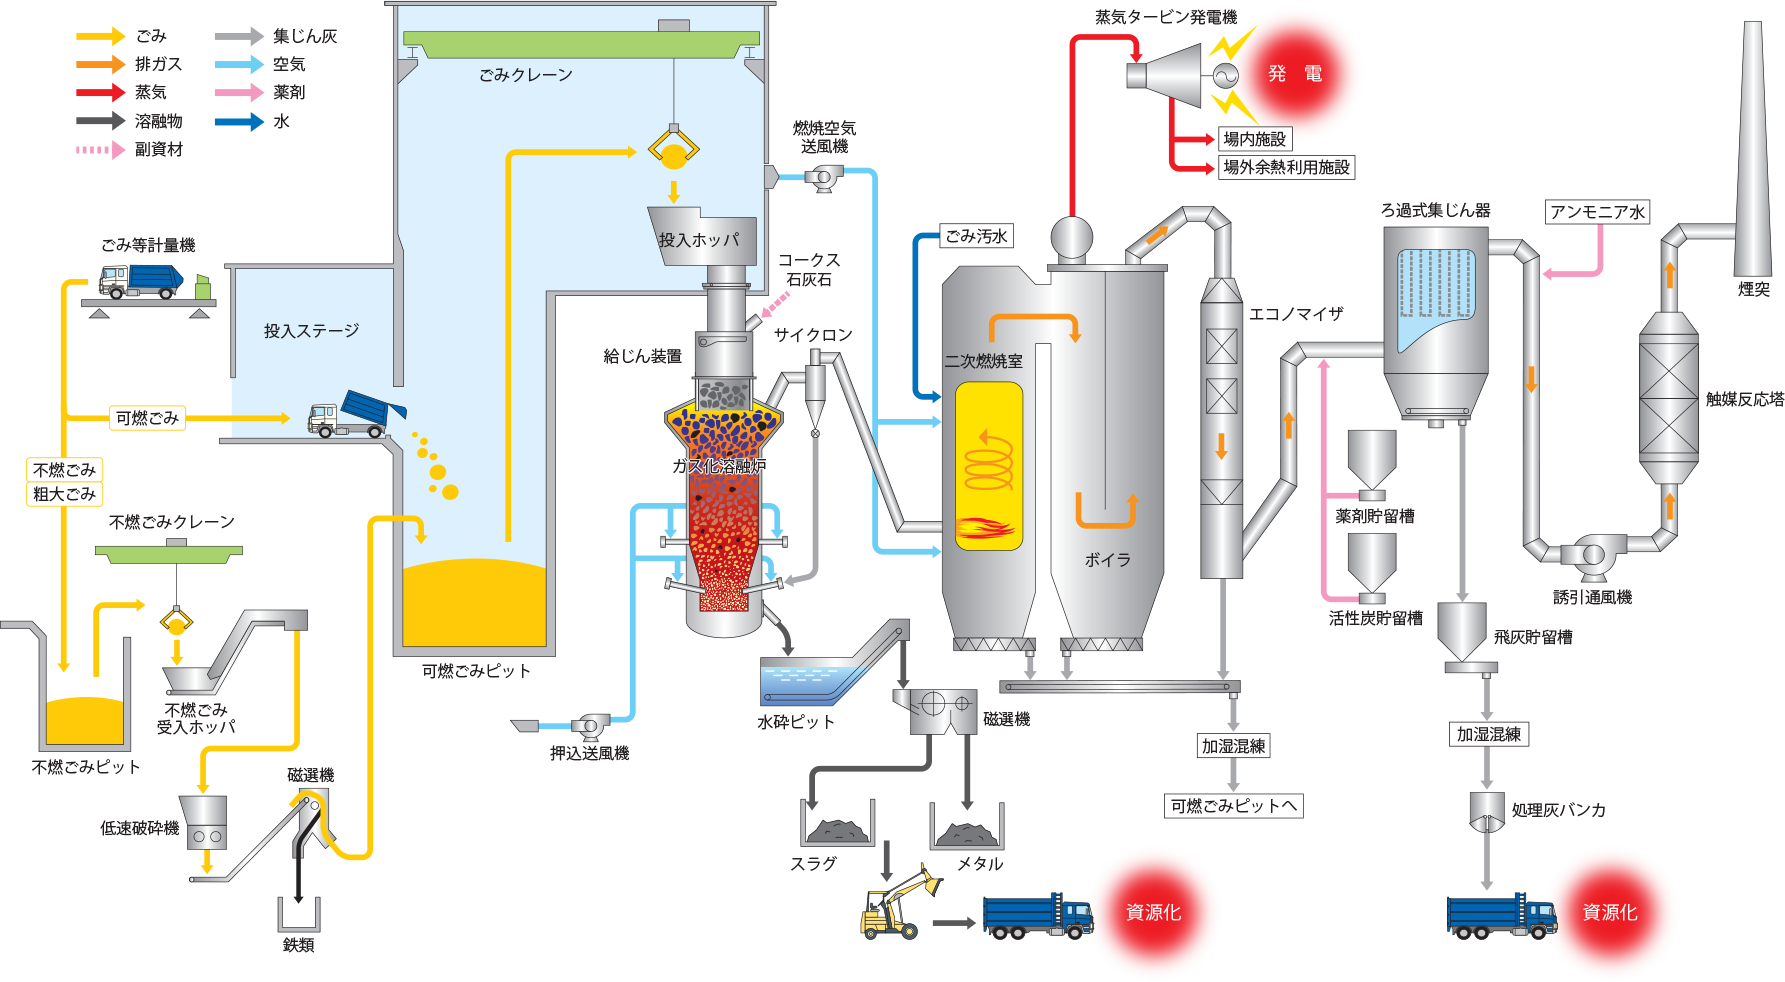 ごみ
排ガス
蒸気
溶融物
副資材
集じん灰
空気
薬剤
水
ごみクレーン
蒸気タービン発電機
発 電
場内施設
場外余熱利用施設
燃焼空気
送風機
投入ホッパ
ごみ等計量機
投入ステージ
可燃ごみ
不燃ごみ
粗大ごみ
コークス
石灰石
サイクロン
給じん装置
ガス化溶融炉
ごみ汚水
二次燃焼室
ボイラ
エコノマイザ
ろ過式集じん器
アンモニア水
煙突
触媒反応塔
薬剤貯留槽
活性炭貯留槽
誘引通風機
飛灰貯留槽
不燃ごみクレーン
不燃ごみ
受入ホッパ
不燃ごみピット
可燃ごみピット
押込送風機
水砕ピット
磁選機
加湿混練
可燃ごみピットへ
加湿混練
処理灰バンカ
低速破砕機
磁選機
鉄類
スラグ
メタル
資源化
資源化